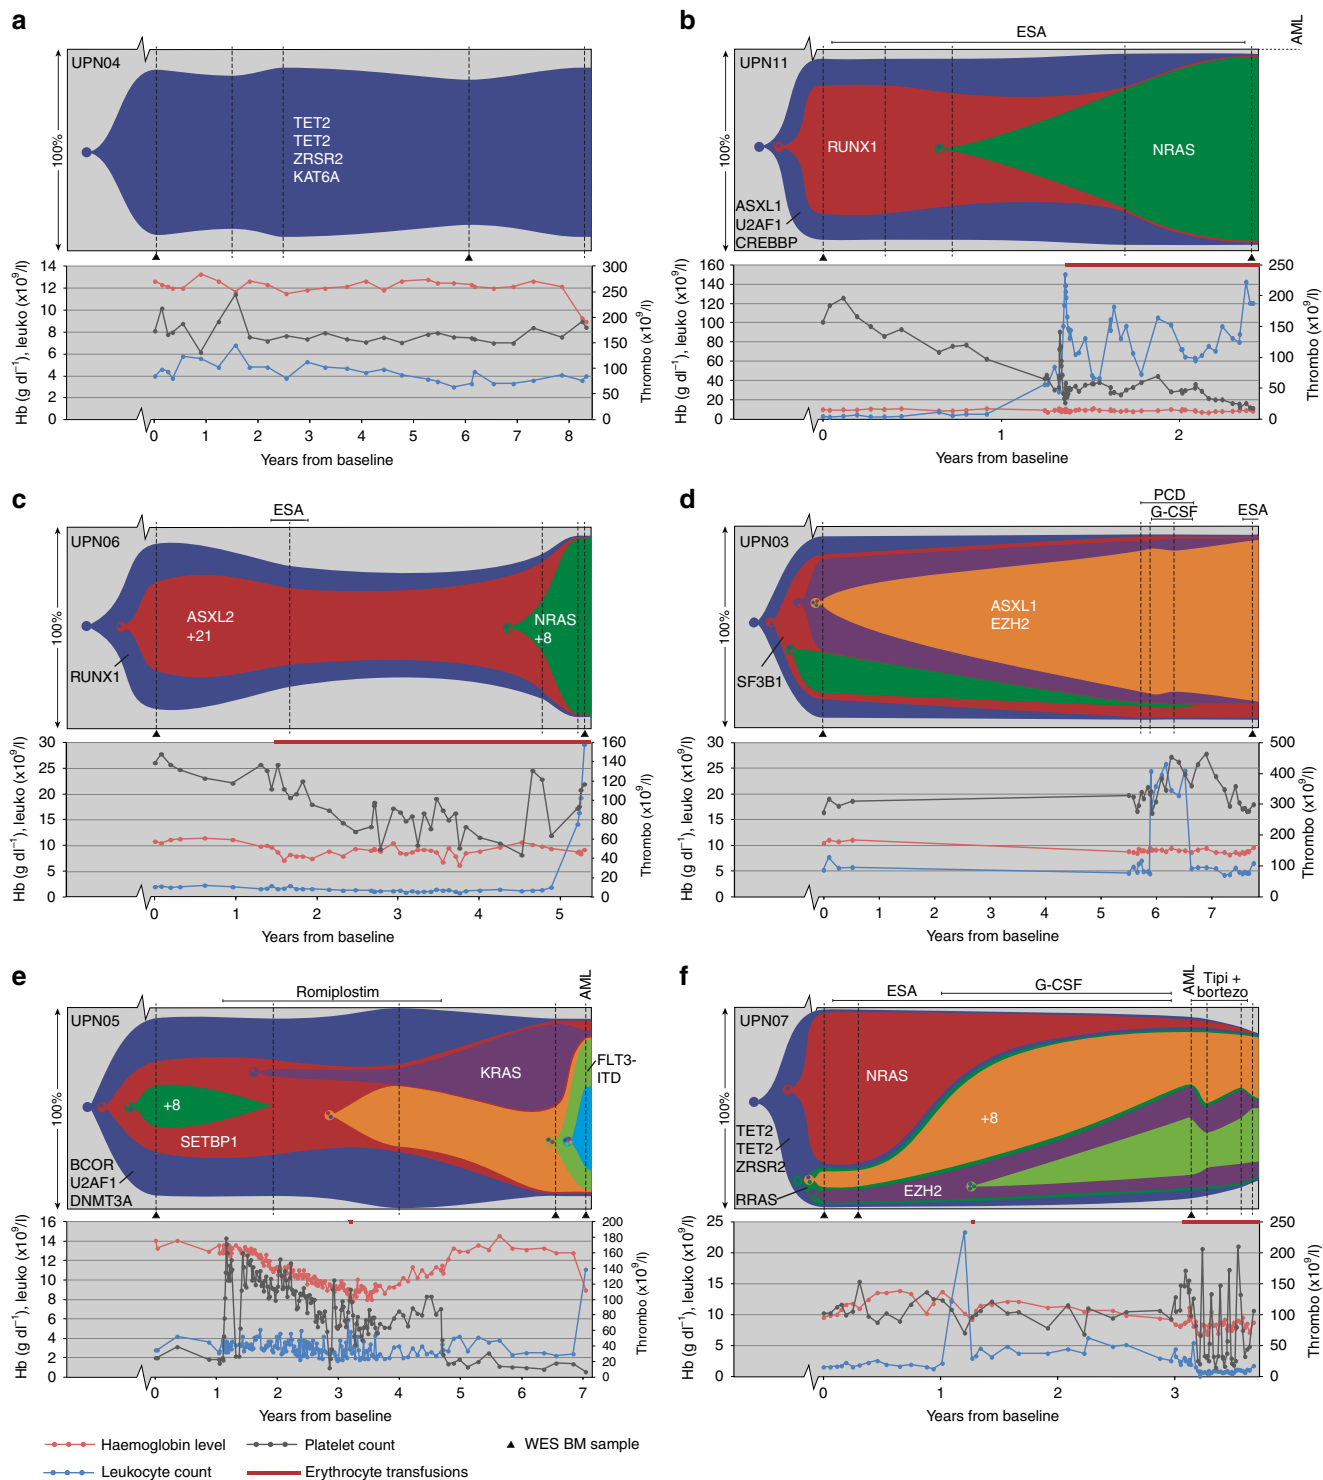 a
UPN04
100%
TET2
TET2
ZRSR2
KAT6A
Hb (g dl⁻¹), leuko (x10⁹/l)
14
12
10
8
6
4
2
0
300
250
200
150
100
50
0
Thrombo (x10⁹/l)
0 1 2 3 4 5 6 7 8
Years from baseline
b
ESA
AML
UPN11
100%
RUNX1
NRAS
ASXL1
U2AF1
CREBBP
Hb (g dl⁻¹), leuko (x10⁹/l)
160
140
120
100
80
60
40
20
0
250
200
150
100
50
0
Thrombo (x10⁹/l)
0 1 2
Years from baseline
c
ESA
UPN06
100%
ASXL2
+21
NRAS
+8
RUNX1
Hb (g dl⁻¹), leuko (x10⁹/l)
30
25
20
15
10
5
0
160
140
120
100
80
60
40
20
0
Thrombo (x10⁹/l)
0 1 2 3 4 5
Years from baseline
d
PCD
G-CSF
ESA
UPN03
100%
ASXL1
EZH2
SF3B1
Hb (g dl⁻¹), leuko (x10⁹/l)
30
25
20
15
10
5
0
500
400
300
200
100
0
Thrombo (x10⁹/l)
0 1 2 3 4 5 6 7
Years from baseline
e
Romiplostim
AML
UPN05
100%
+8
SETBP1
KRAS
FLT3-
ITD
BCOR
U2AF1
DNMT3A
Hb (g dl⁻¹), leuko (x10⁹/l)
16
14
12
10
8
6
4
2
0
200
180
160
140
120
100
80
60
40
20
0
Thrombo (x10⁹/l)
0 1 2 3 4 5 6 7
Years from baseline
f
ESA
G-CSF
AML
Tipi +
bortezo
UPN07
100%
NRAS
+8
TET2
TET2
ZRSR2
RRAS
EZH2
Hb (g dl⁻¹), leuko (x10⁹/l)
25
20
15
10
5
0
250
200
150
100
50
0
Thrombo (x10⁹/l)
0 1 2 3
Years from baseline
Haemoglobin level
Platelet count
WES BM sample
Leukocyte count
Erythrocyte transfusions